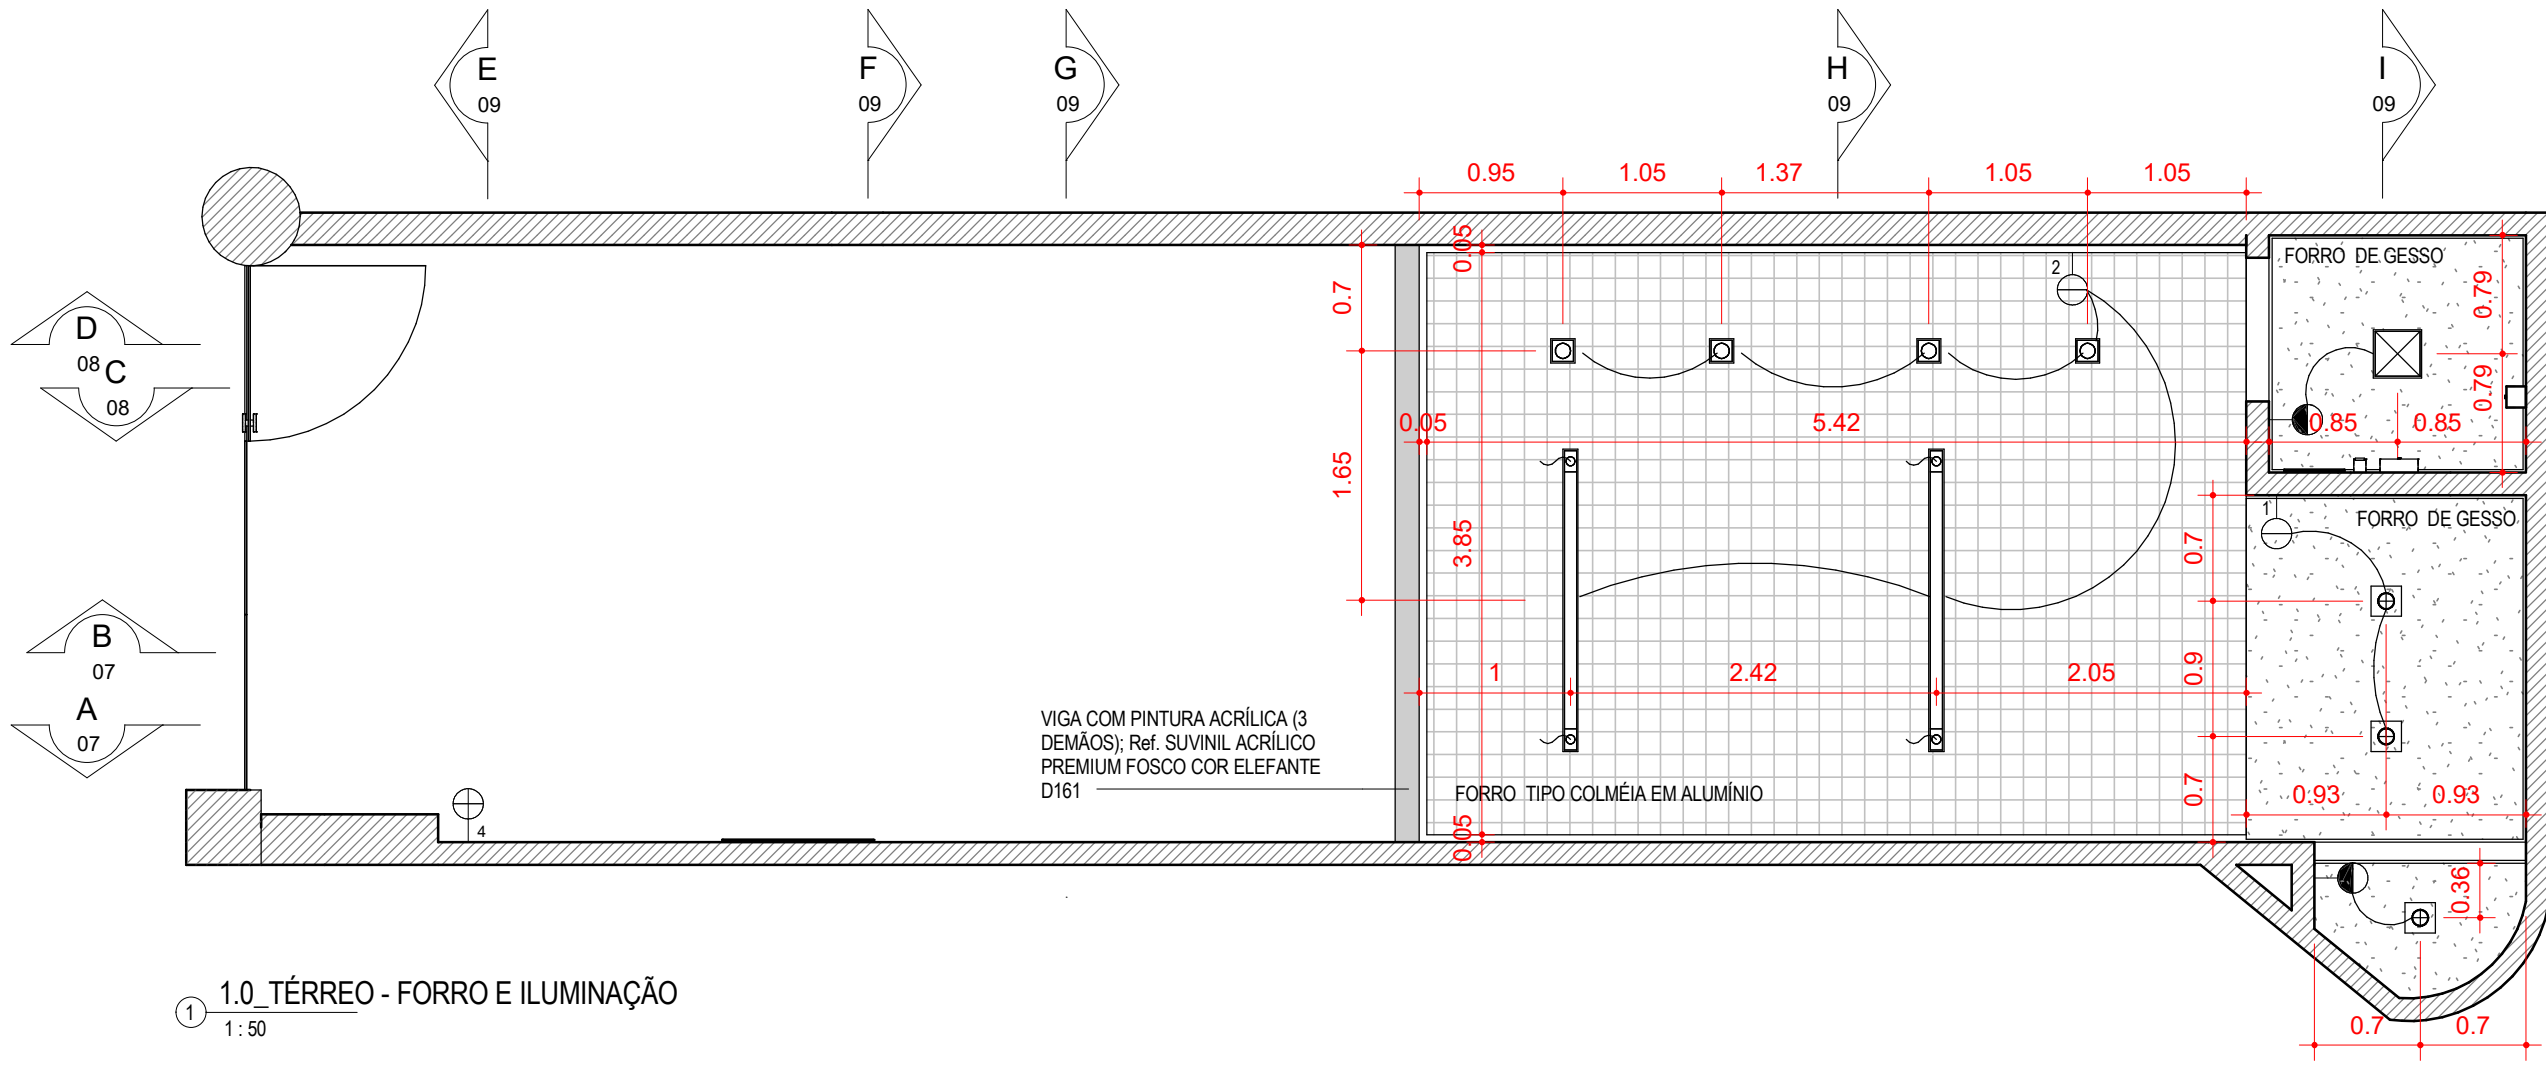 E
09
F
09
G
09
H
09
I
09
0.95
1.05
1.37
1.05
1.05
0.05
0.7
1.65
D
08
C
08
B
07
A
07
2
FORRO DE GESSO
0.79
0.79
0.85
0.85
0.05
5.42
3.85
1
FORRO DE GESSO
0.7
0.9
0.7
1
2.42
2.05
0.93
0.93
VIGA COM PINTURA ACRÍLICA (3
DEMÃOS); Ref. SUVINIL ACRÍLICO
PREMIUM FOSCO COR ELEFANTE
D161
FORRO TIPO COLMÉIA EM ALUMÍNIO
0.05
4
0.36
0.7
0.7
1
1.0_TÉRREO - FORRO E ILUMINAÇÃO
1 : 50